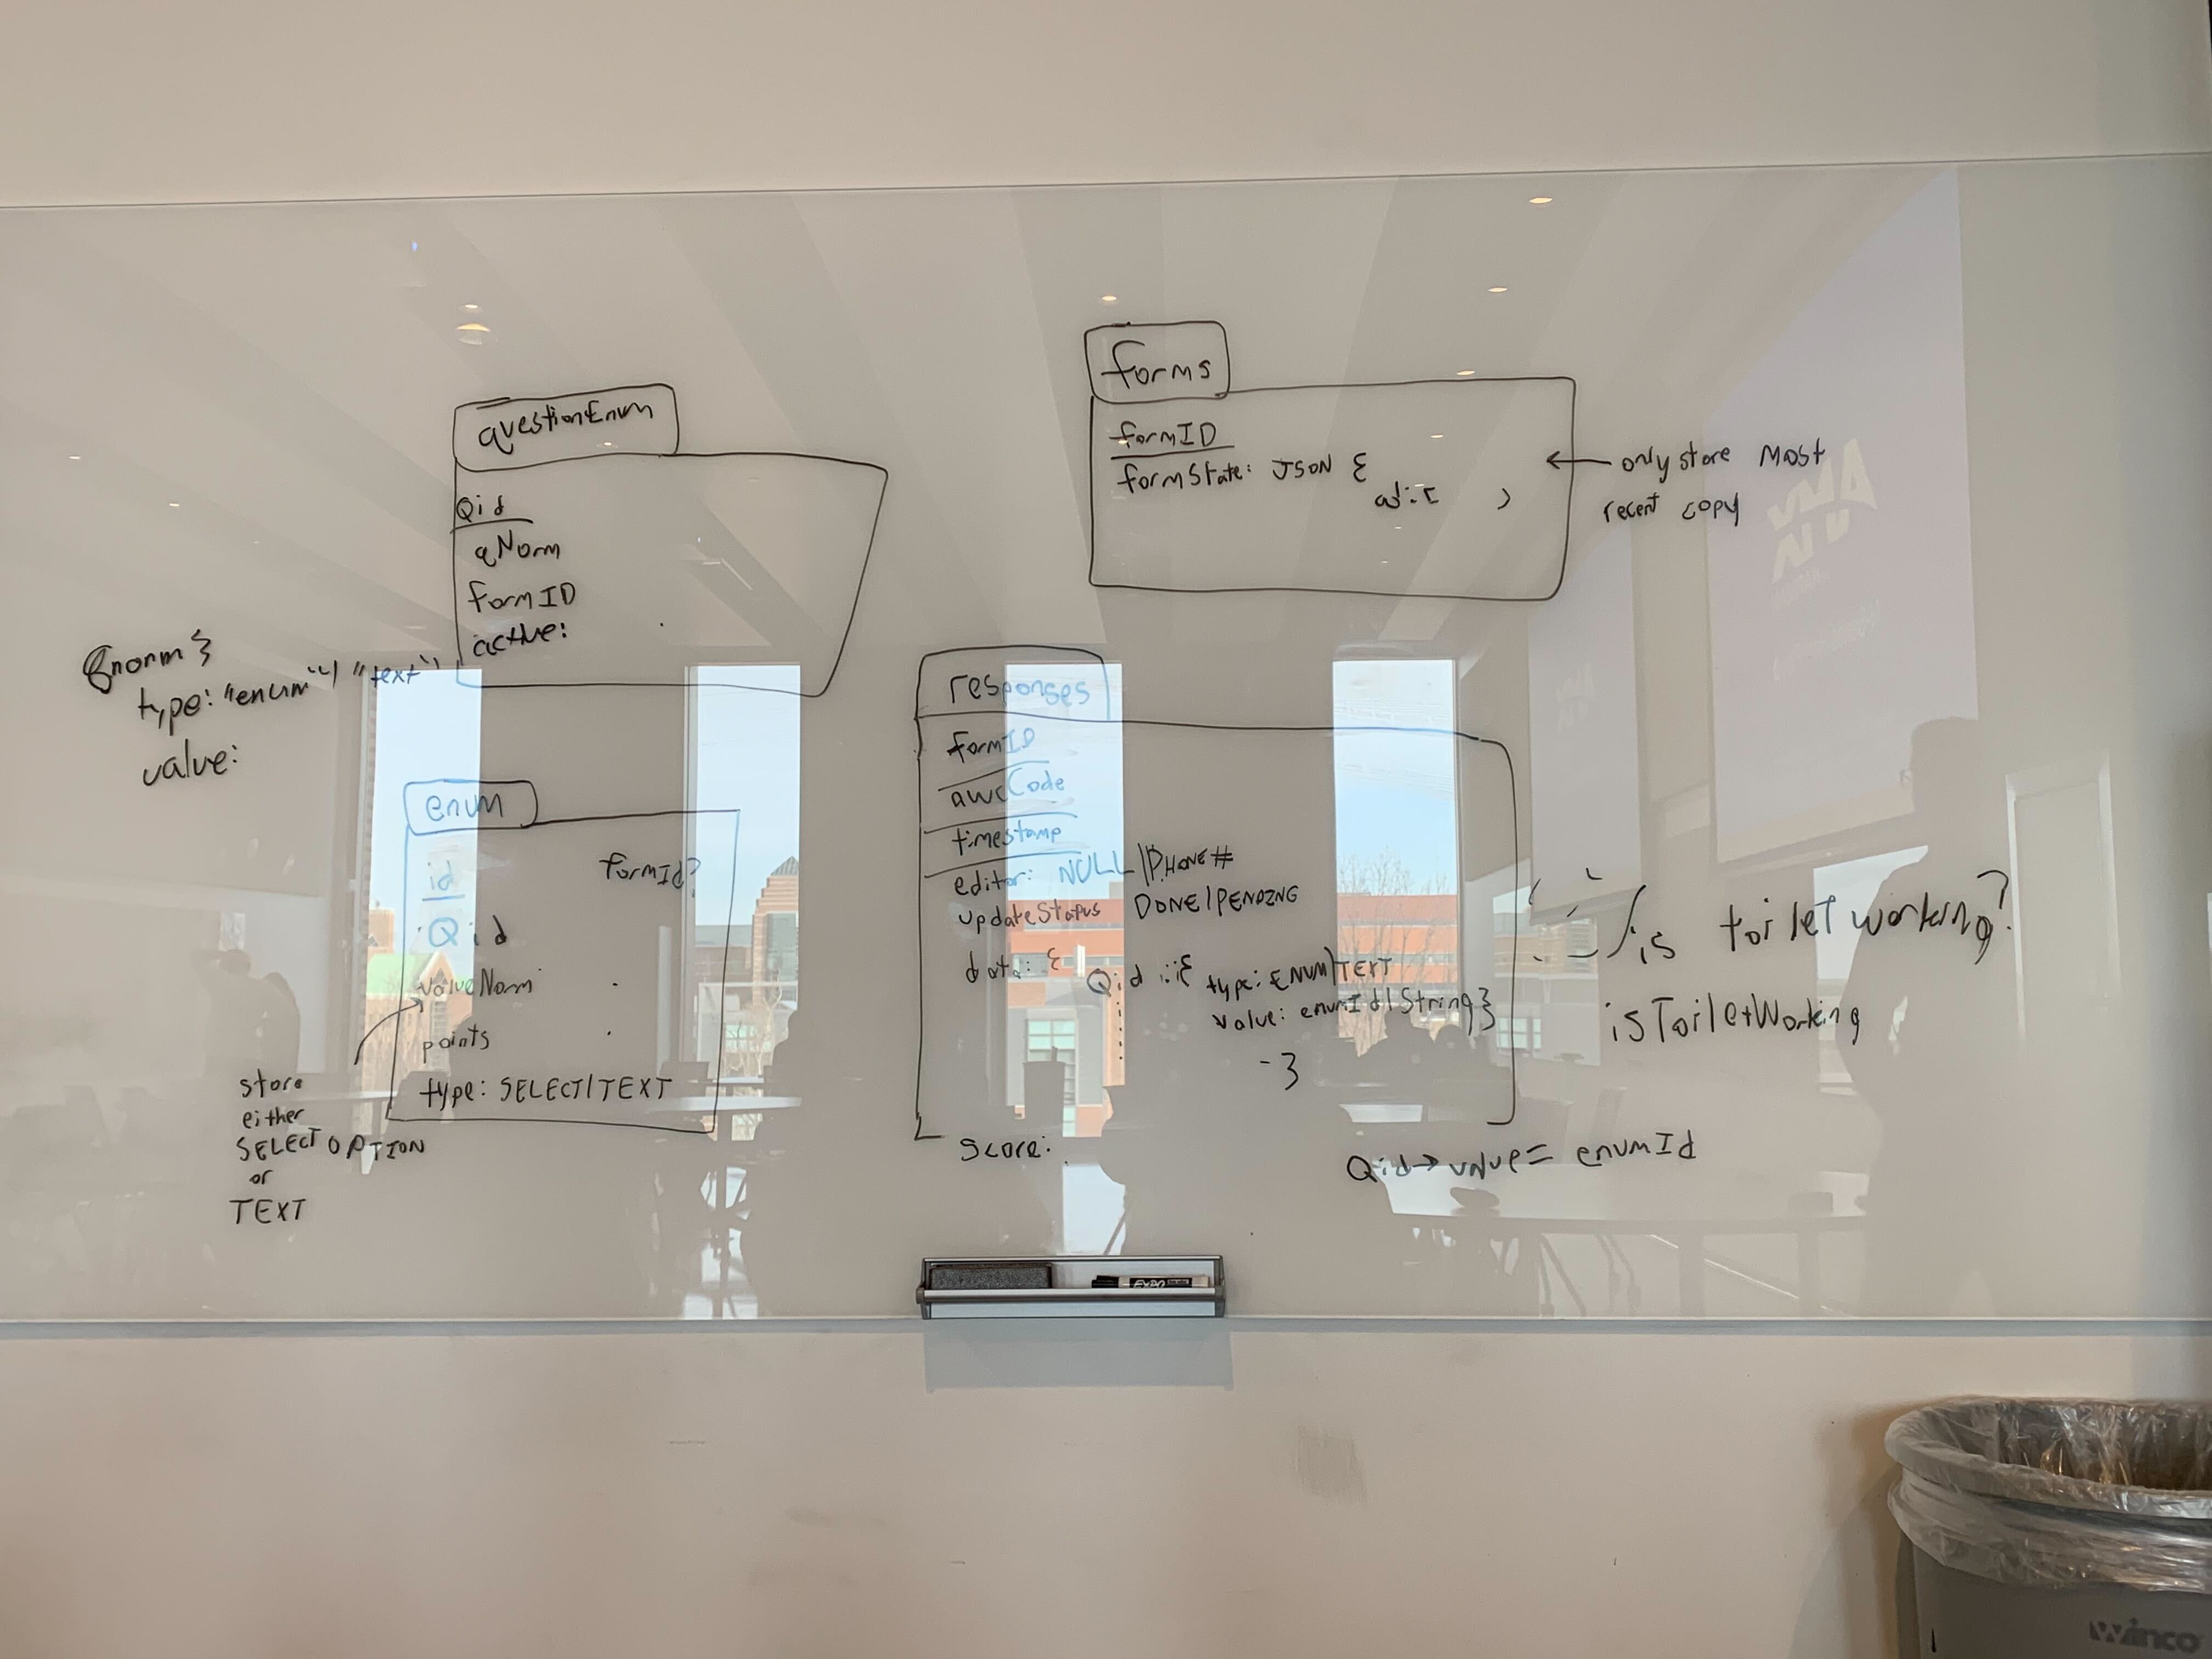 questionEnum
Qid
qNorm
formID
active:
Qnorm {
type: "enum" / "text"
value:
enum
id
formId?
Qid
valueNorm
points
type: SELECT/TEXT
store
either
SELECT OPTION
or
TEXT
forms
formID
formState: JSON {
only store most
recent copy
responses
formID
awcCode
timestamp
editor: NULL | PHONE #
updateStatus DONE/PENDING
data: {
Qid :: {
type: ENUM|TEXT
value: enumId|String}
score:
Qid → value = enumId
is toilet working?
isToiletWorking
EXPO
winco